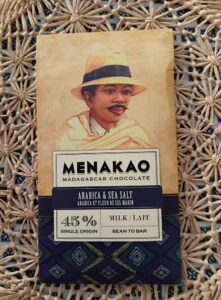 MENAKAO
MADAGASCAR CHOCOLATE
ARABICA & SEA SALT
ARABICA ET FLEUR DE SEL MARIN
45% MILK / LAIT
SINGLE ORIGIN BEAN TO BAR